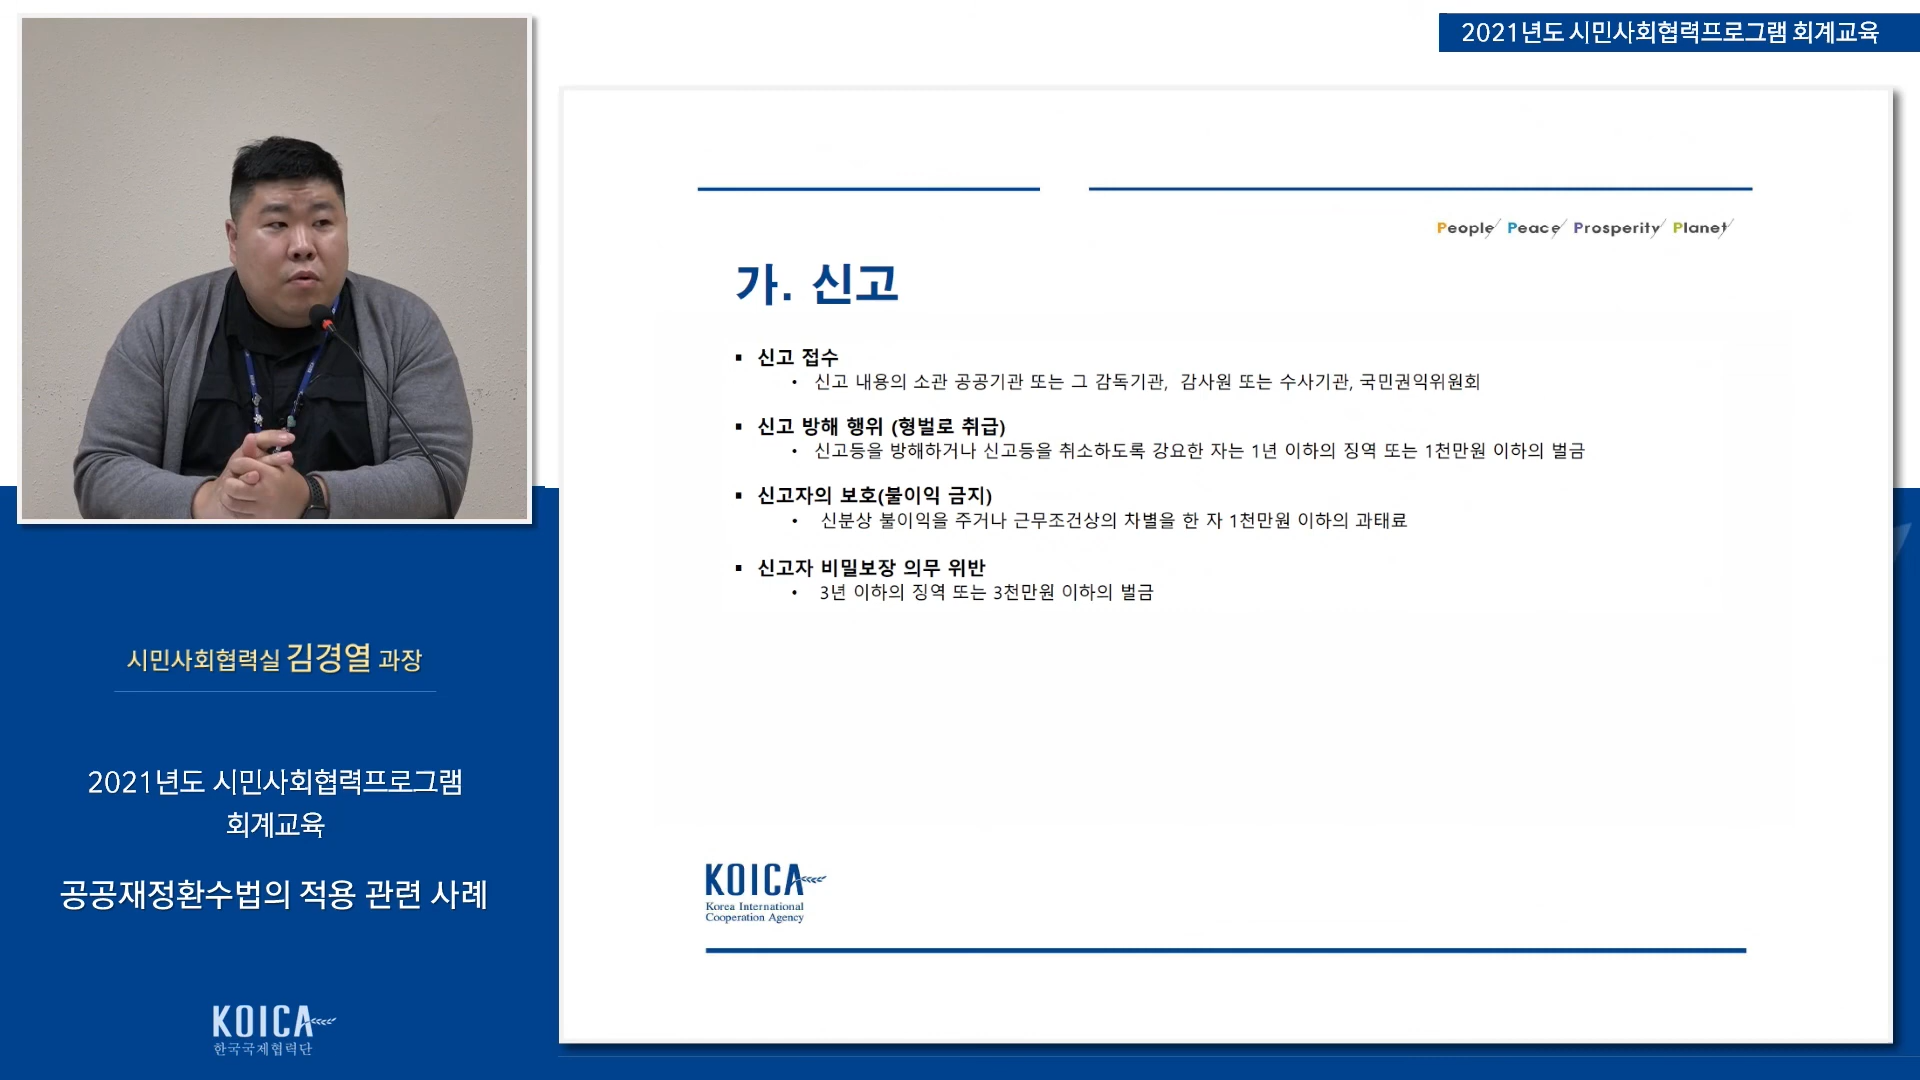 2021년도 시민사회협력프로그램 회계교육
People Peace Prosperity Planet
가. 신고
▪ 신고 접수
• 신고 내용의 소관 공공기관 또는 그 감독기관, 감사원 또는 수사기관, 국민권익위원회
▪ 신고 방해 행위 (형벌로 취급)
• 신고등을 방해하거나 신고등을 취소하도록 강요한 자는 1년 이하의 징역 또는 1천만원 이하의 벌금
▪ 신고자의 보호(불이익 금지)
• 신분상 불이익을 주거나 근무조건상의 차별을 한 자 1천만원 이하의 과태료
▪ 신고자 비밀보장 의무 위반
• 3년 이하의 징역 또는 3천만원 이하의 벌금
KOICA
Korea International
Cooperation Agency
시민사회협력실 김경열 과장
2021년도 시민사회협력프로그램
회계교육
공공재정환수법의 적용 관련 사례
KOICA
한국국제협력단